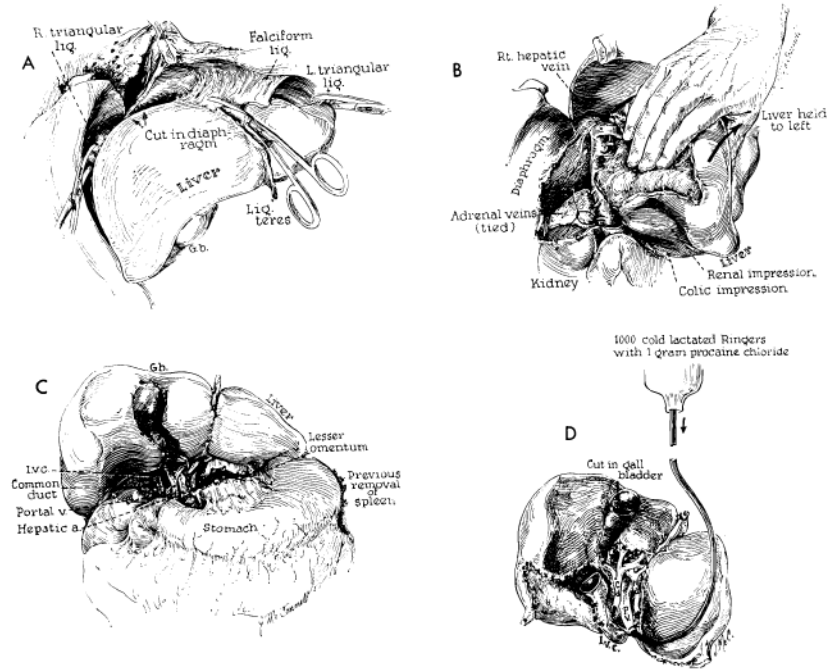 A
R. triangular
lig.
Falciform
lig.
L. triangular
lig.
Cut in diaph-
ragm
Liver
Lig.
teres
G.b.
B
Rt. hepatic
vein
Liver held
to left
Diaphragm
Adrenal veins
(tied)
Kidney
Liver
Renal impression
Colic impression
C
Gb.
Liver
Lesser
omentum
I.v.c.
Common
duct
Portal v.
Hepatic a.
Previous
removal
of spleen
Stomach
1000 cold lactated Ringers
with 1 gram procaine chloride
D
Cut in gall
bladder
I.v.c.